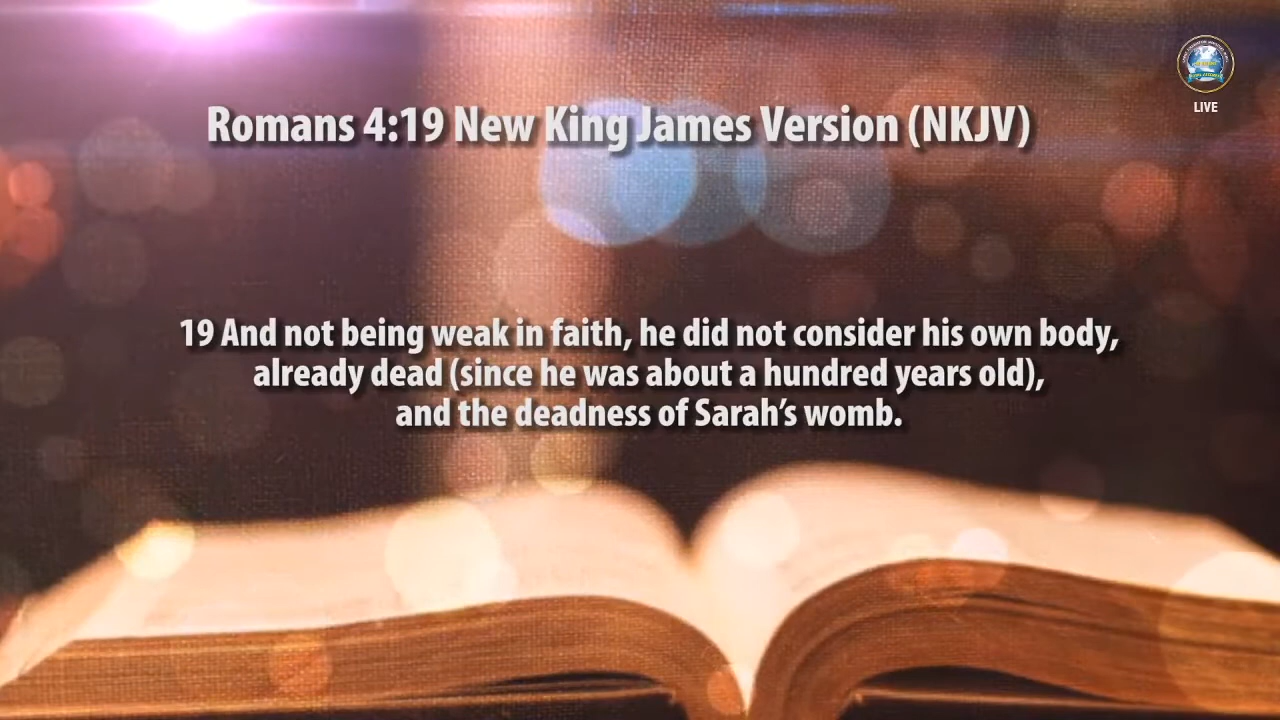 Romans 4:19 New King James Version (NKJV)
LIVE
19 And not being weak in faith, he did not consider his own body,
already dead (since he was about a hundred years old),
and the deadness of Sarah’s womb.